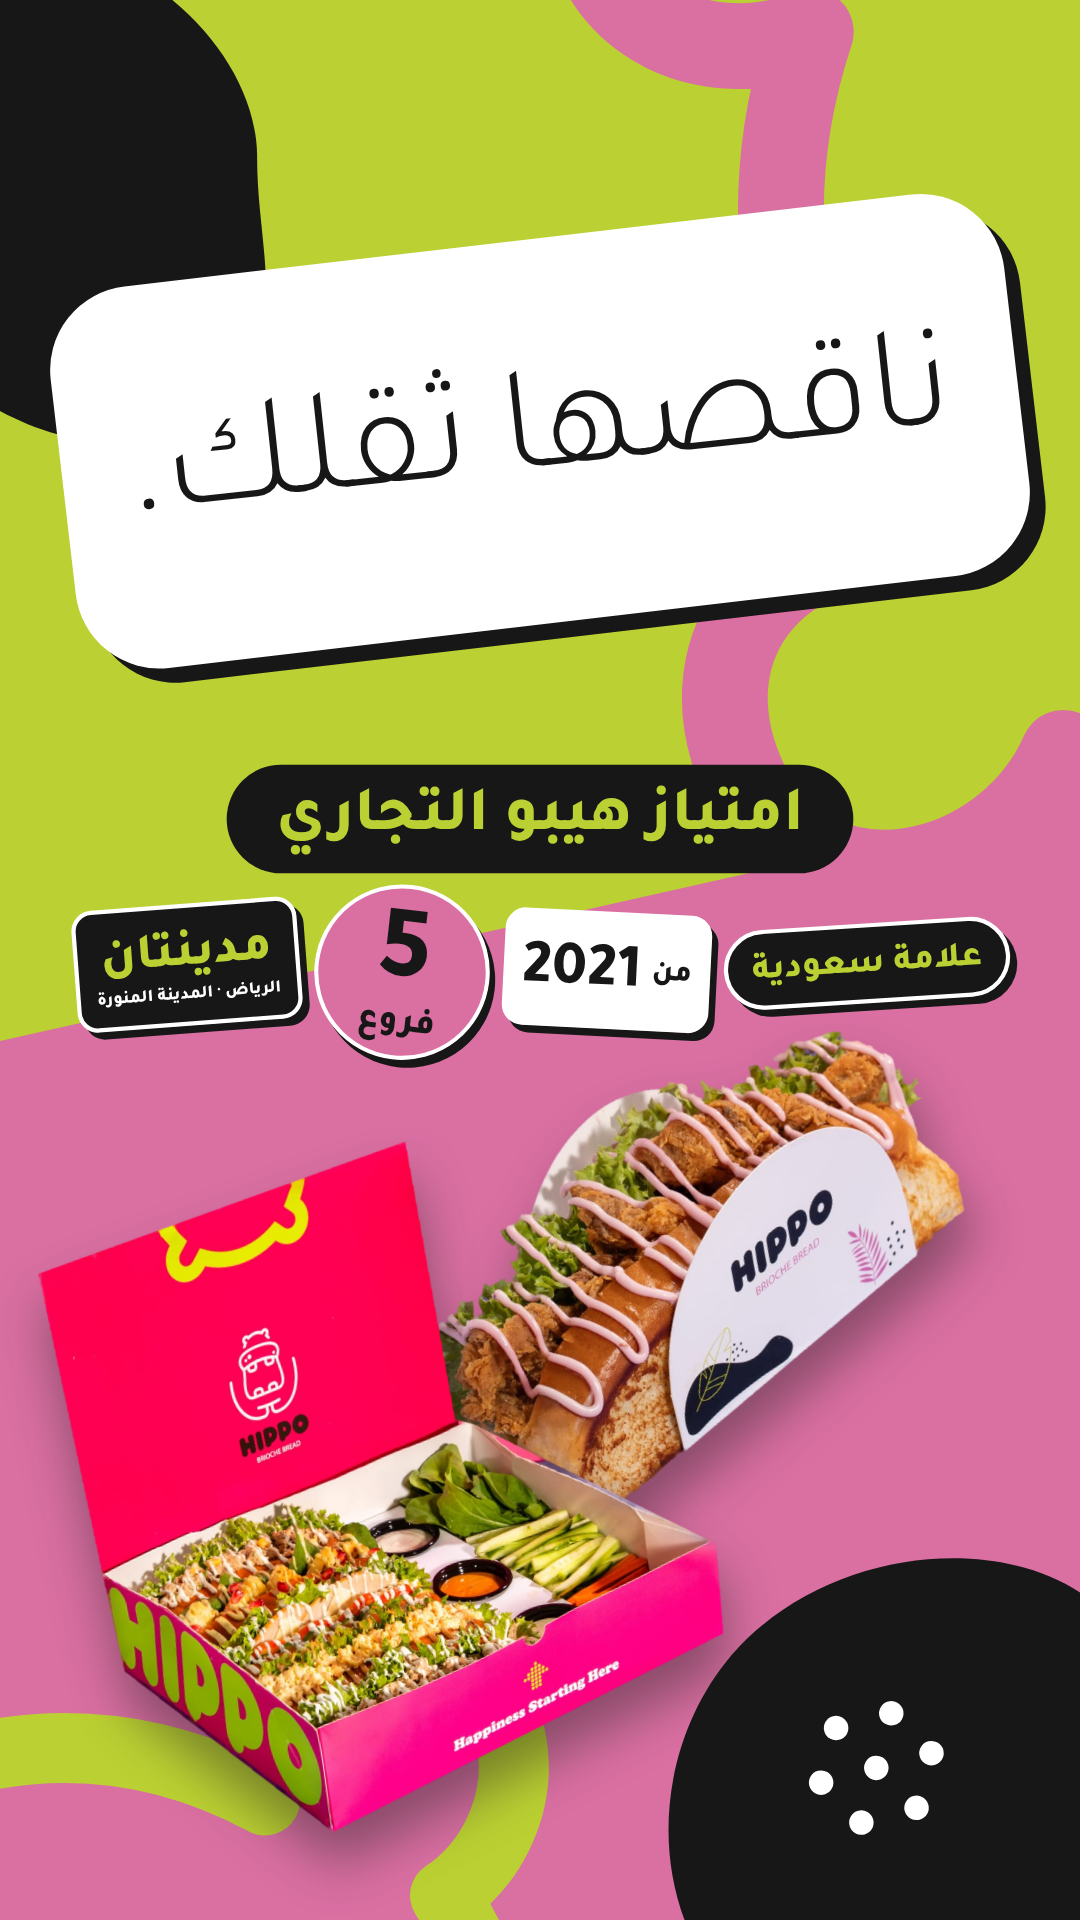 ناقصها ثقلك.
امتياز هيبو التجاري
علامة سعودية
من 2021
5
فروع
مدينتان
الرياض · المدينة المنورة
HIPPO
BRIOCHE BREAD
HIPPO
BRIOCHE BREAD
HIPPO
Happiness Starting Here